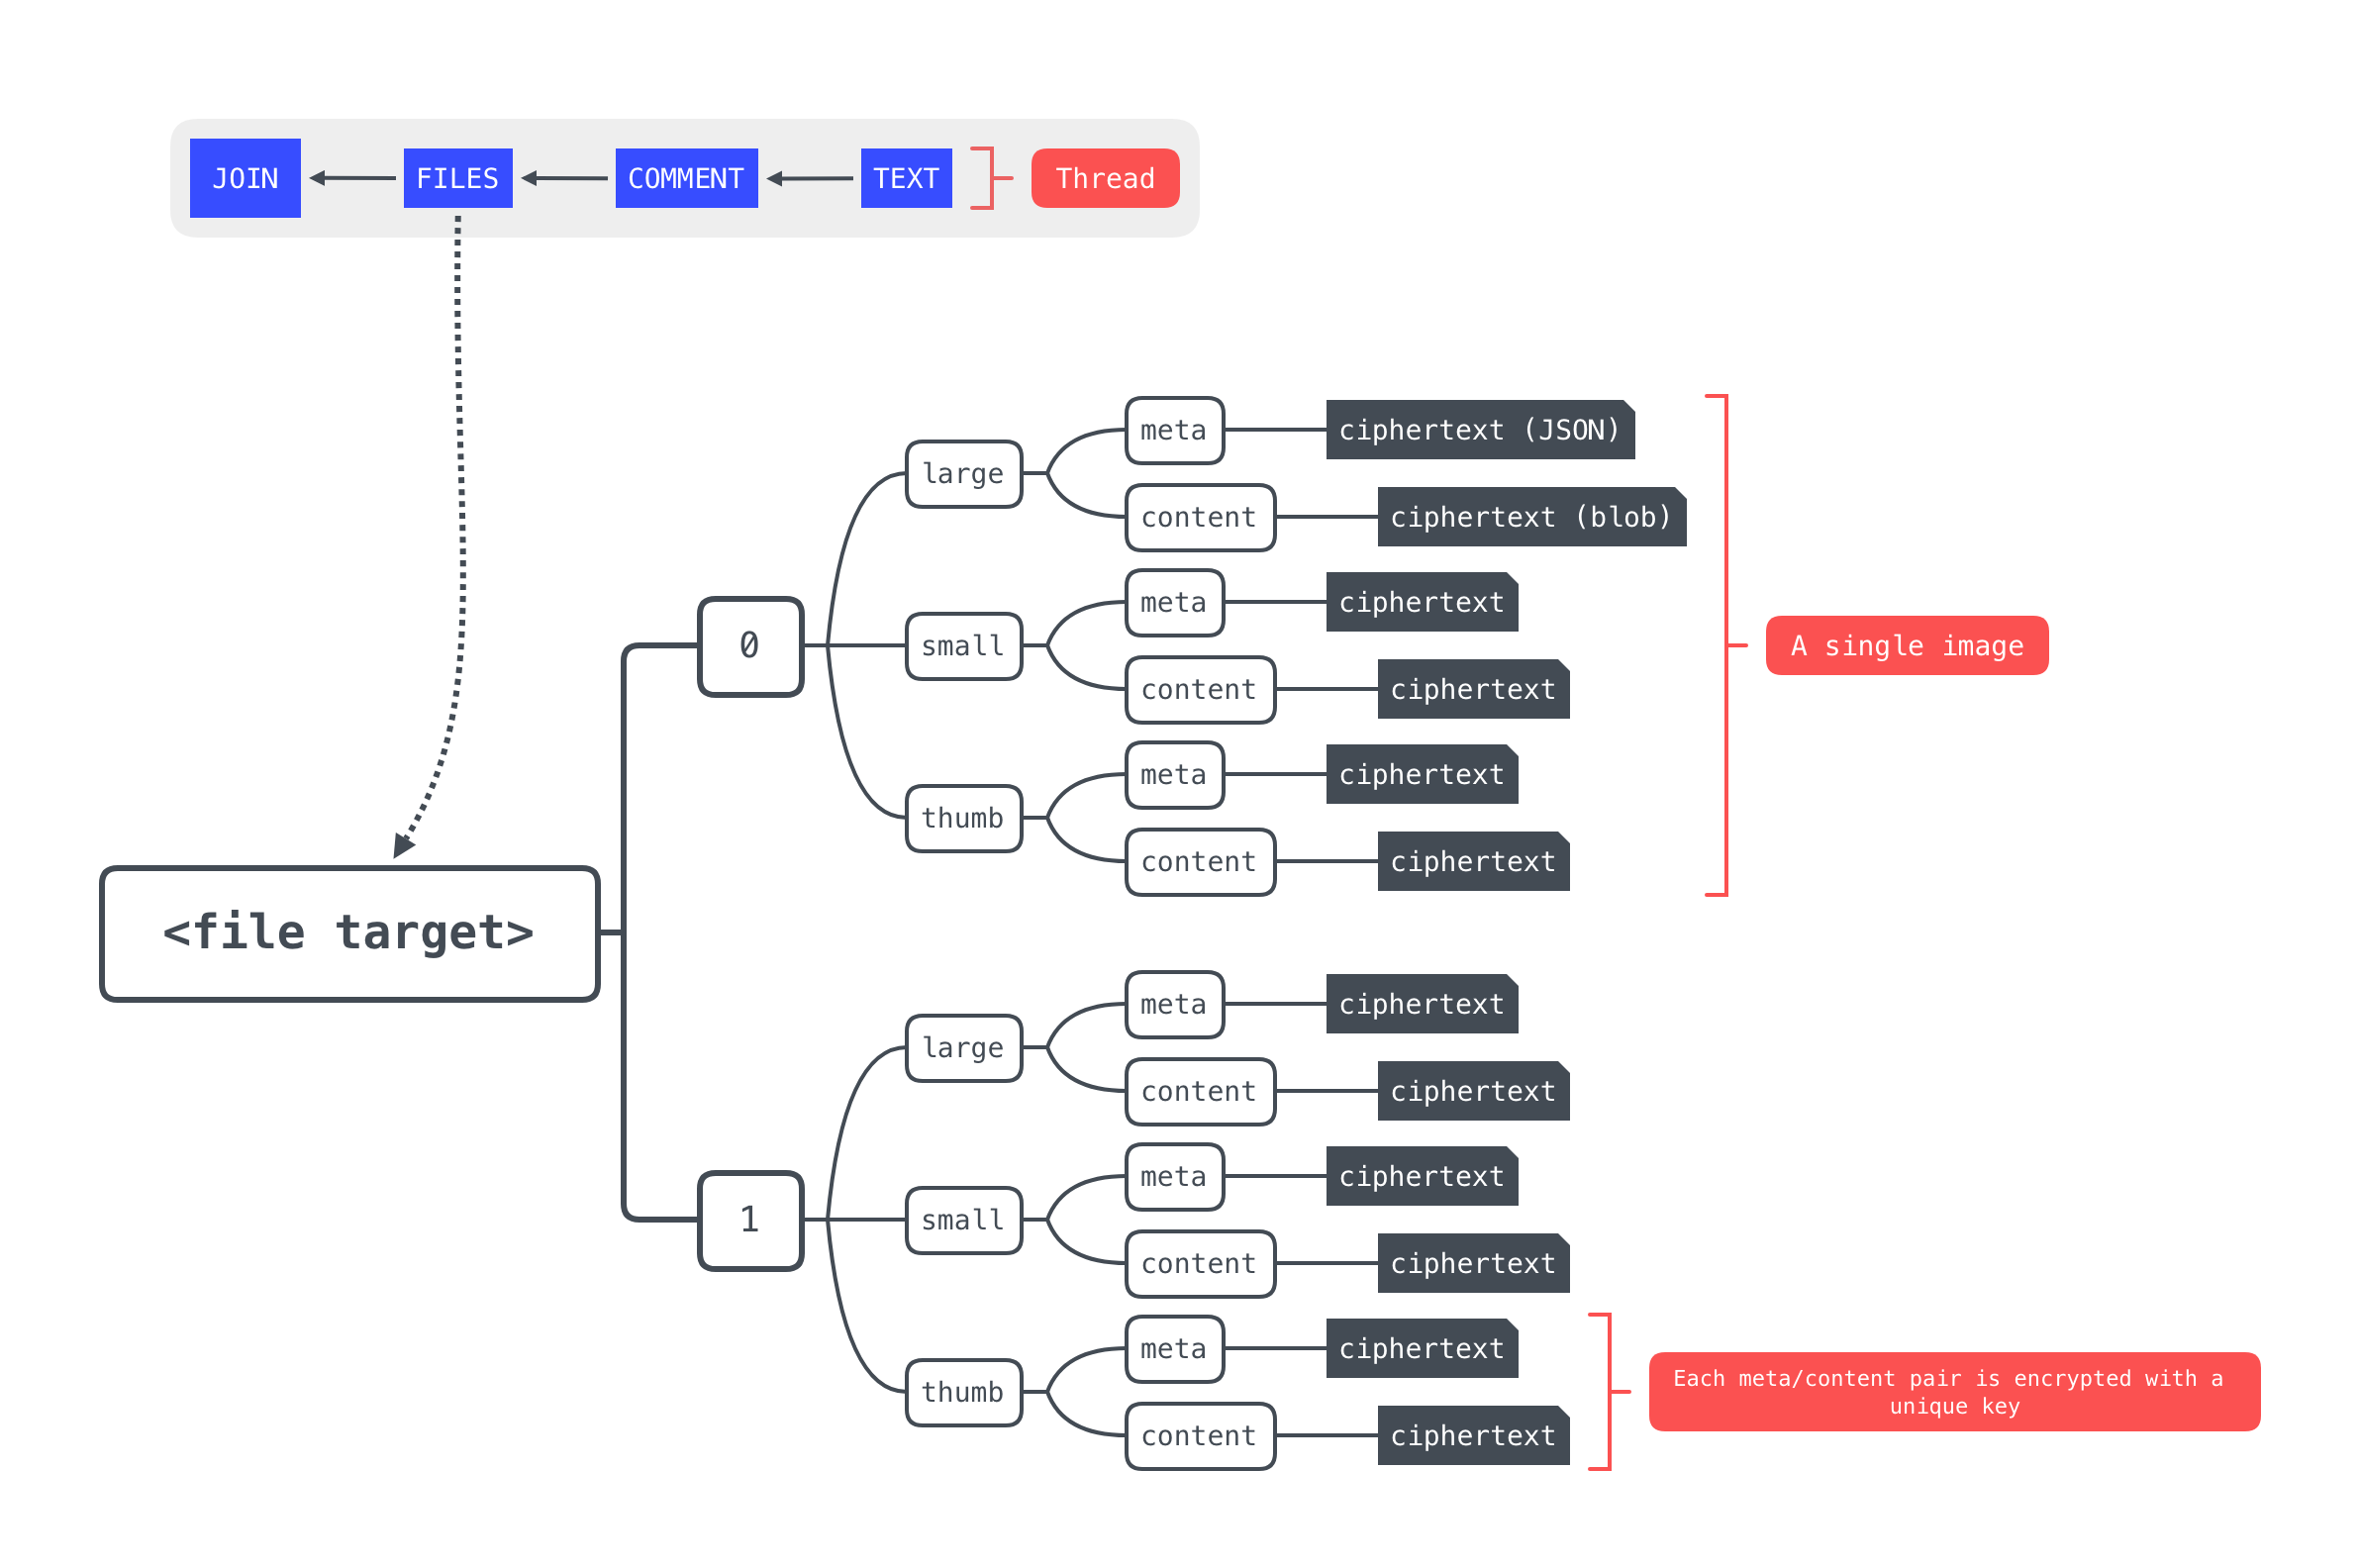 JOIN
FILES
COMMENT
TEXT
Thread
<file target>
0
large
meta
ciphertext (JSON)
content
ciphertext (blob)
small
meta
ciphertext
content
ciphertext
thumb
meta
ciphertext
content
ciphertext
A single image
1
large
meta
ciphertext
content
ciphertext
small
meta
ciphertext
content
ciphertext
thumb
meta
ciphertext
content
ciphertext
Each meta/content pair is encrypted with a
unique key